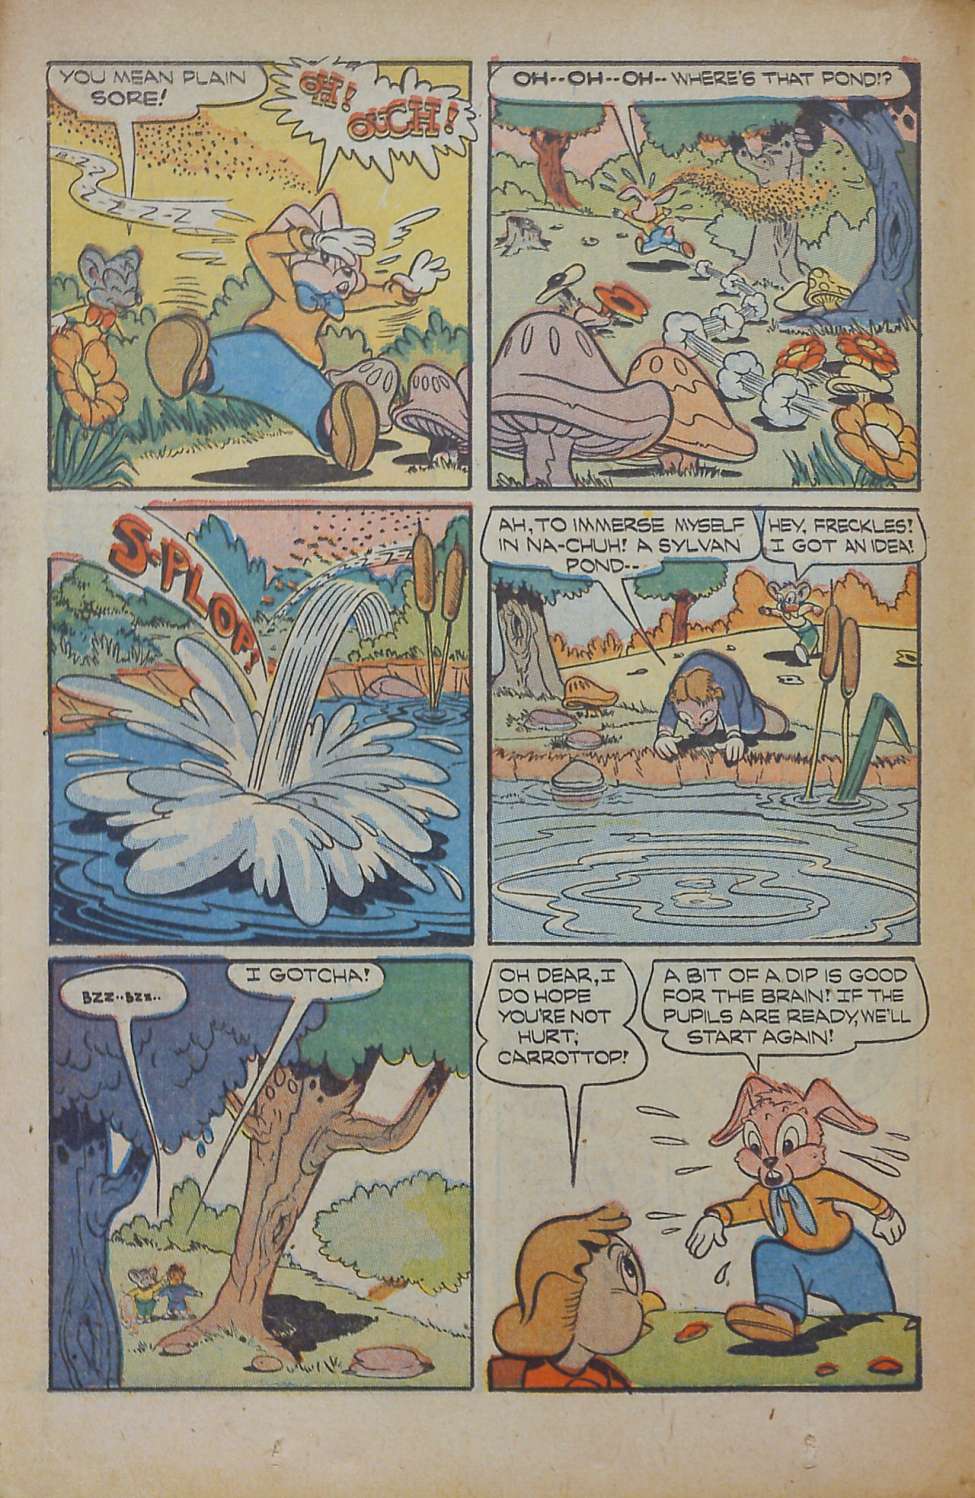 YOU MEAN PLAIN
SORE!
OH!
OUCH!
Z-Z-Z
Z-Z-Z-Z
OH--OH--OH--WHERE'S THAT POND!?
S-PLOP!
AH, TO IMMERSE MYSELF
IN NA-CHUH! A SYLVAN
POND--
HEY, FRECKLES!
I GOT AN IDEA!
BZZ--BZZ--
I GOTCHA!
OH DEAR, I
DO HOPE
YOU'RE NOT
HURT,
CARROTTOP!
A BIT OF A DIP IS GOOD
FOR THE BRAIN! IF THE
PUPILS ARE READY, WE'LL
START AGAIN!